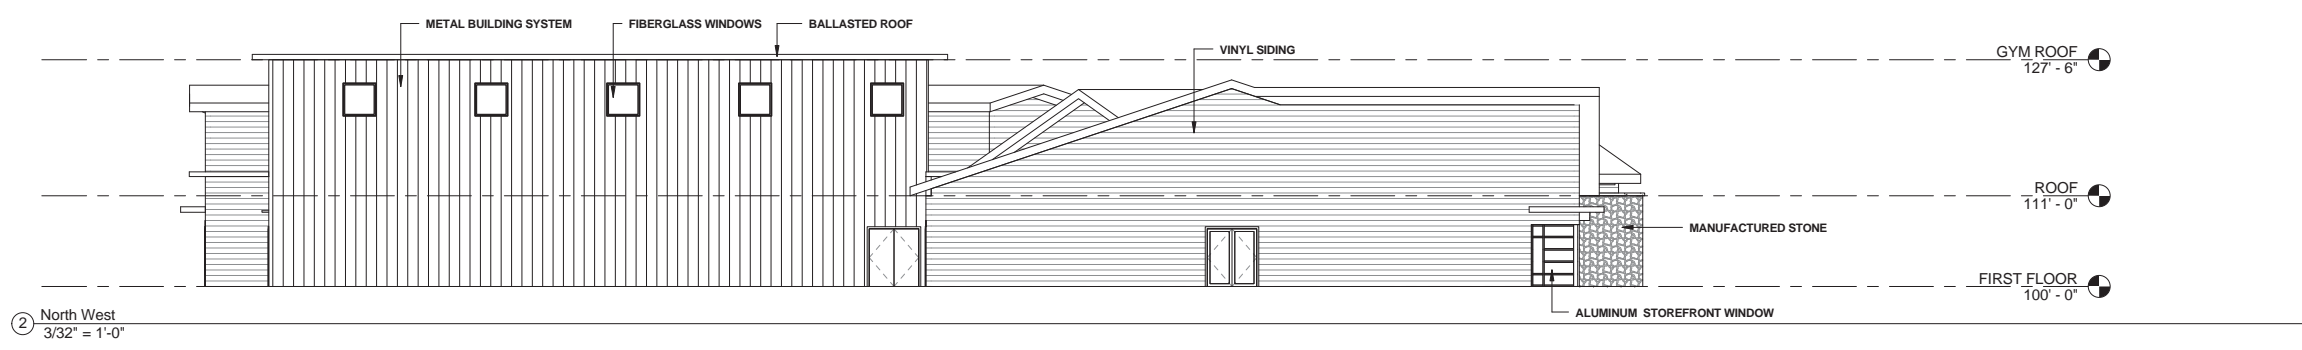 METAL BUILDING SYSTEM
FIBERGLASS WINDOWS
BALLASTED ROOF
VINYL SIDING
GYM ROOF
127' - 6"
ROOF
111' - 0"
MANUFACTURED STONE
FIRST FLOOR
100' - 0"
ALUMINUM STOREFRONT WINDOW
2
North West
3/32" = 1'-0"